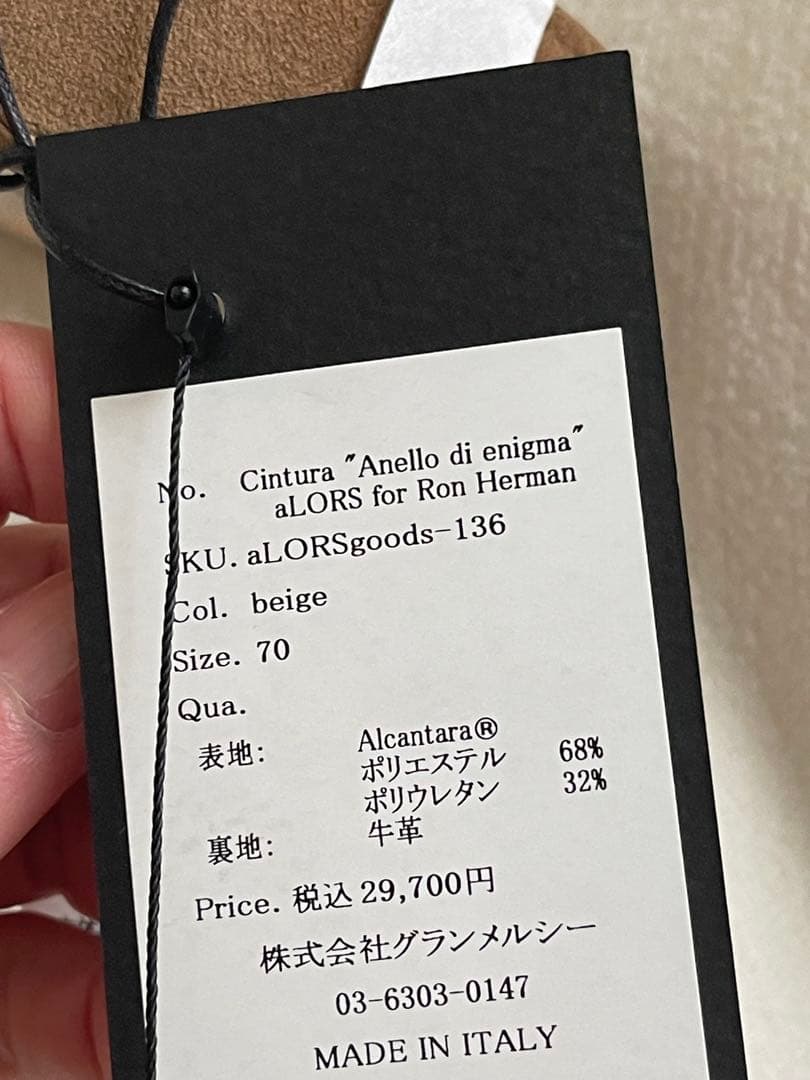 No. Cintura "Anello di enigma"
aLORS for Ron Herman
SKU. aLORSgoods-136
Col. beige
Size. 70
Qua.
表地: Alcantara®
ポリエステル 68%
ポリウレタン 32%
裏地: 牛革
Price. 税込 29,700円
株式会社グランメルシー
03-6303-0147
MADE IN ITALY